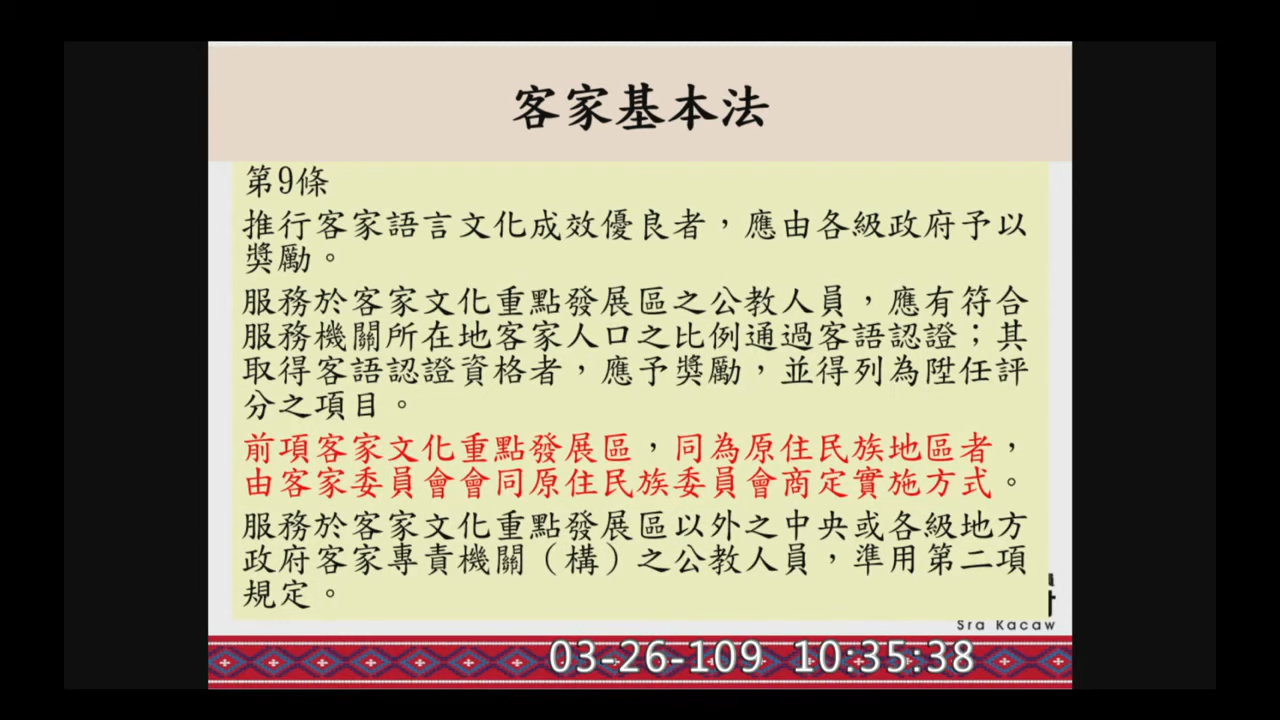 客家基本法
第9條
推行客家語言文化成效優良者，應由各級政府予以
獎勵。
服務於客家文化重點發展區之公教人員，應有符合
服務機關所在地客家人口之比例通過客語認證；其
取得客語認證資格者，應予獎勵，並得列為陞任評
分之項目。
前項客家文化重點發展區，同為原住民族地區者，
由客家委員會會同原住民族委員會商定實施方式。
服務於客家文化重點發展區以外之中央或各級地方
政府客家專責機關（構）之公教人員，準用第二項
規定。
Sra Kacaw
03-26-109 10:35:38